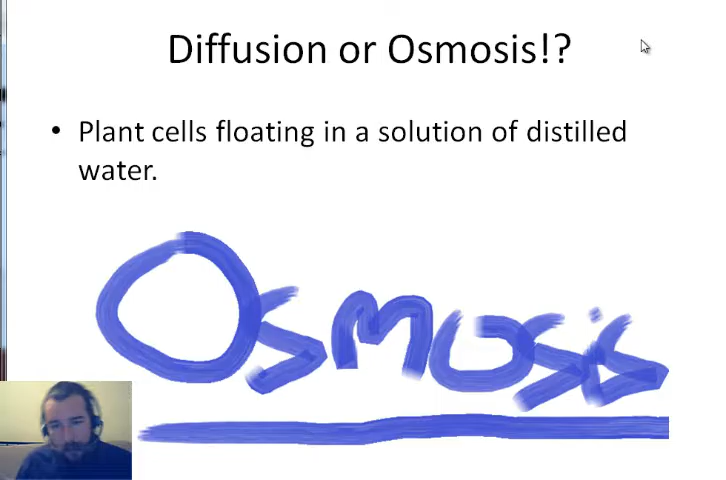 Diffusion or Osmosis!?
• Plant cells floating in a solution of distilled
water.
Osmosis